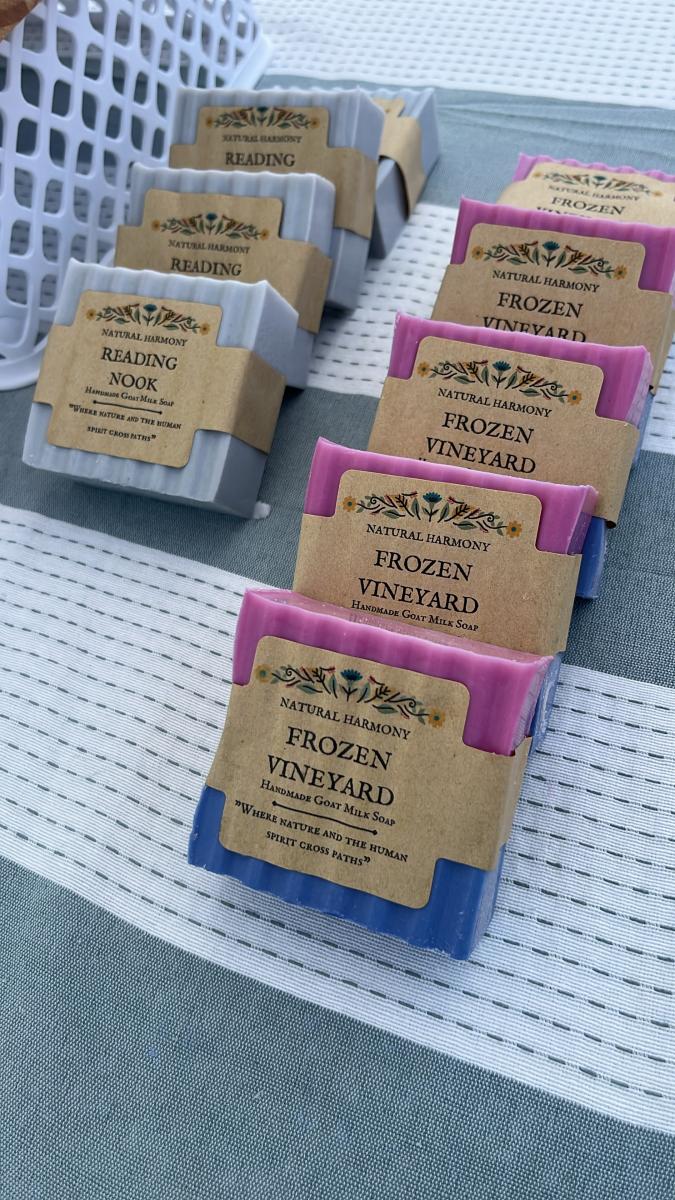 NATURAL HARMONY
READING
NATURAL HARMONY
READING
NATURAL HARMONY
READING
NOOK
HANDMADE GOAT MILK SOAP
"WHERE NATURE AND THE HUMAN
SPIRIT CROSS PATHS"
NATURAL HARMONY
FROZEN
NATURAL HARMONY
FROZEN
VINEYARD
NATURAL HARMONY
FROZEN
VINEYARD
NATURAL HARMONY
FROZEN
VINEYARD
HANDMADE GOAT MILK SOAP
NATURAL HARMONY
FROZEN
VINEYARD
HANDMADE GOAT MILK SOAP
"WHERE NATURE AND THE HUMAN
SPIRIT CROSS PATHS"